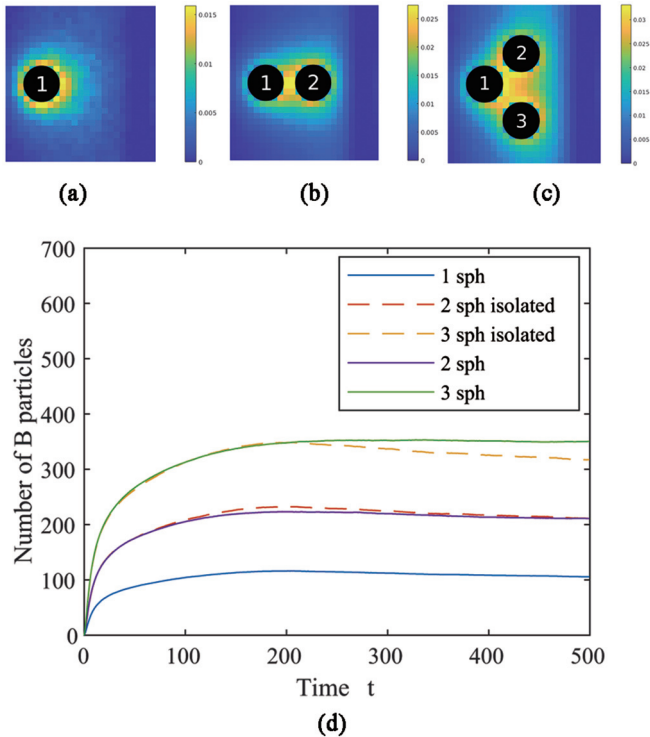 1
0.015
0.01
0.005
0
1 2
0.025
0.02
0.015
0.01
0.005
0
1
2
3
0.03
0.025
0.02
0.015
0.01
0.005
0
(a)
(b)
(c)
Number of B particles
700
600
500
400
300
200
100
0
1 sph
2 sph isolated
3 sph isolated
2 sph
3 sph
0 100 200 300 400 500
Time t
(d)